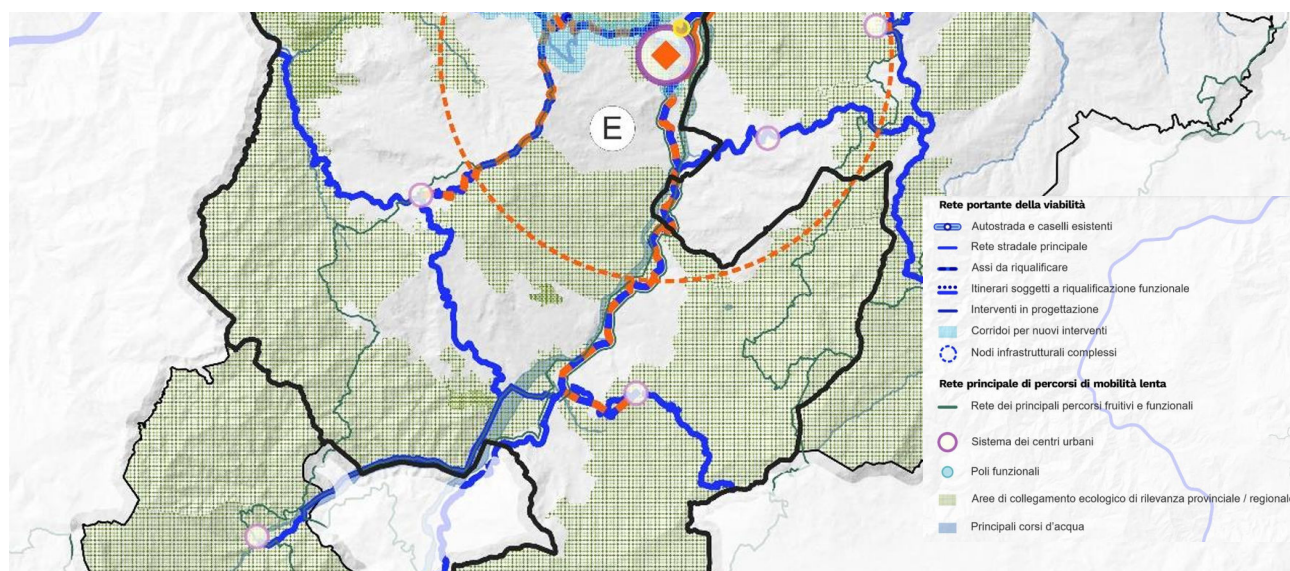 E
Rete portante della viabilità
Autostrada e caselli esistenti
Rete stradale principale
Assi da riqualificare
Itinerari soggetti a riqualificazione funzionale
Interventi in progettazione
Corridoi per nuovi interventi
Nodi infrastrutturali complessi
Rete principale di percorsi di mobilità lenta
Rete dei principali percorsi fruitivi e funzionali
Sistema dei centri urbani
Poli funzionali
Aree di collegamento ecologico di rilevanza provinciale / regionale
Principali corsi d'acqua